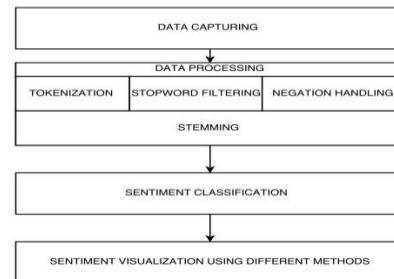 DATA CAPTURING
DATA PROCESSING
TOKENIZATION STOPWORD FILTERING NEGATION HANDLING
STEMMING
SENTIMENT CLASSIFICATION
SENTIMENT VISUALIZATION USING DIFFERENT METHODS